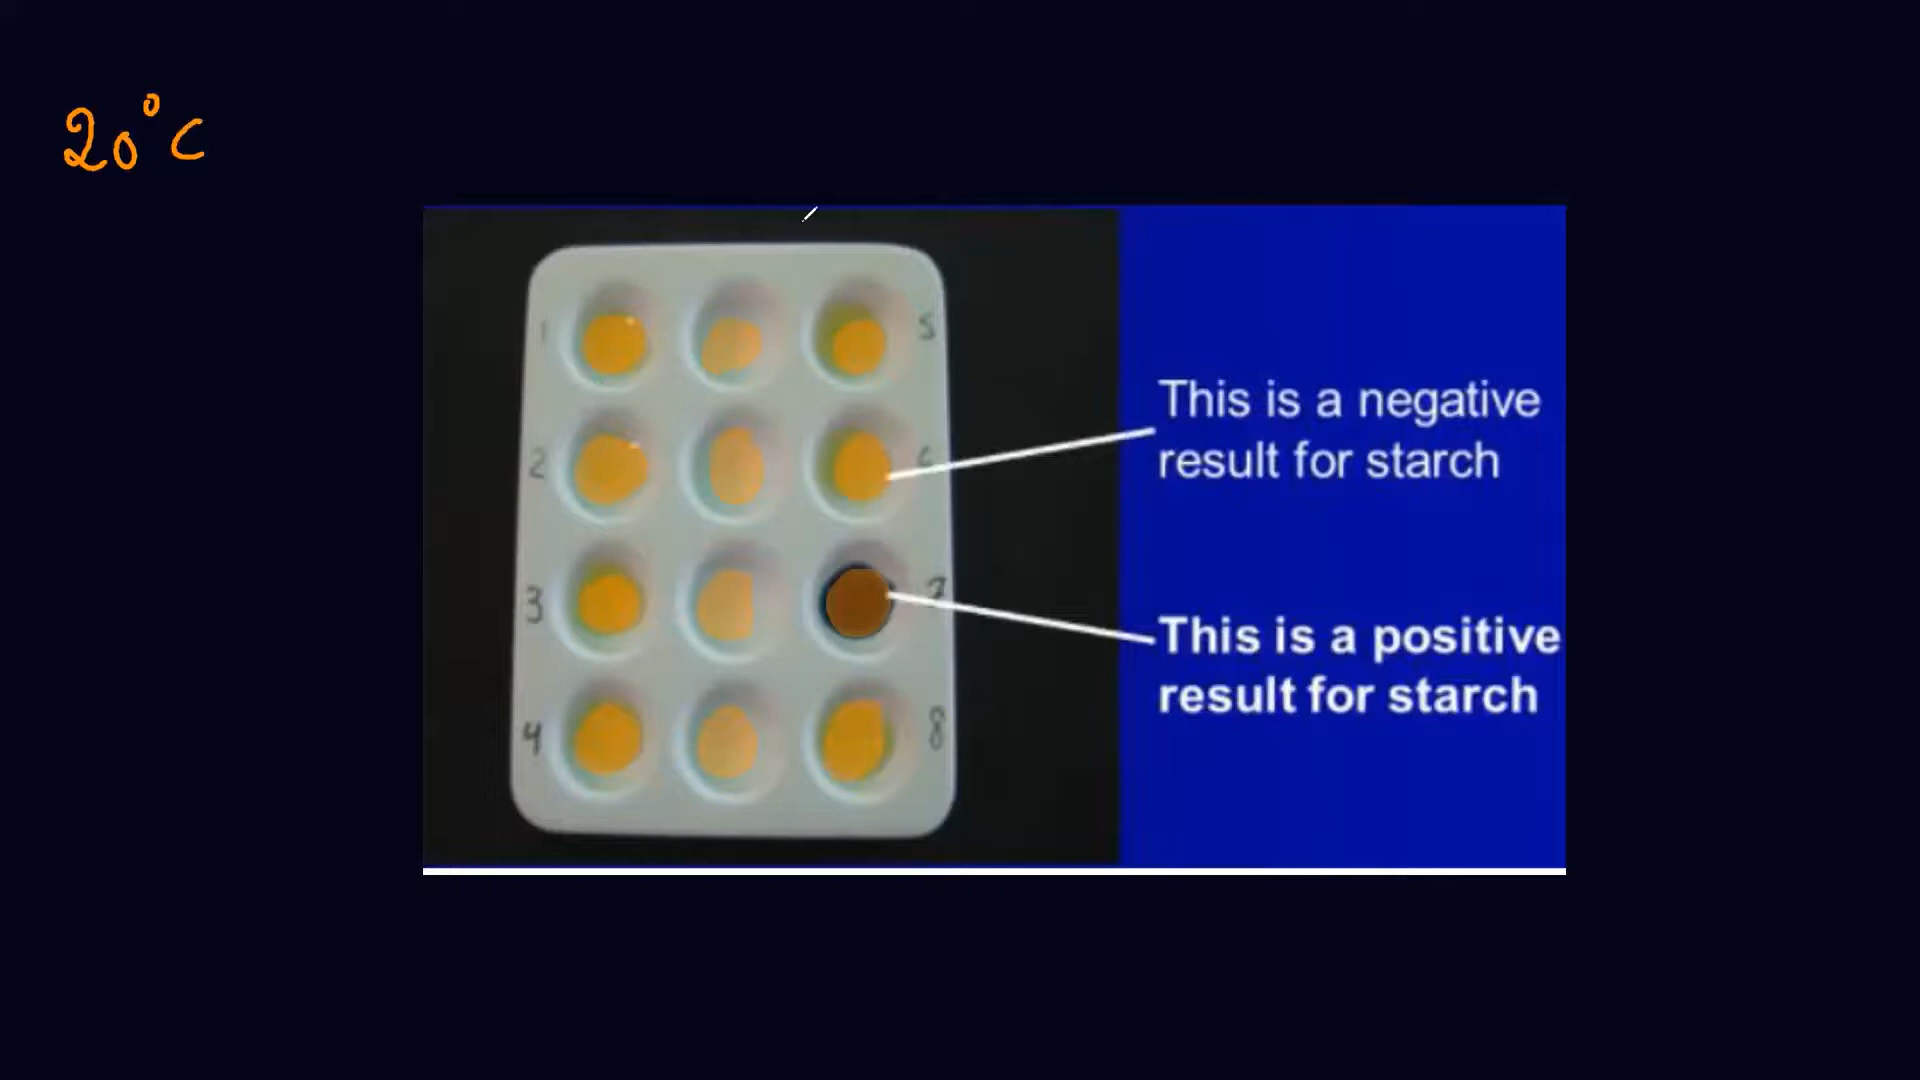 20°C
1
5
This is a negative
result for starch
2
6
3
7
This is a positive
result for starch
4
8